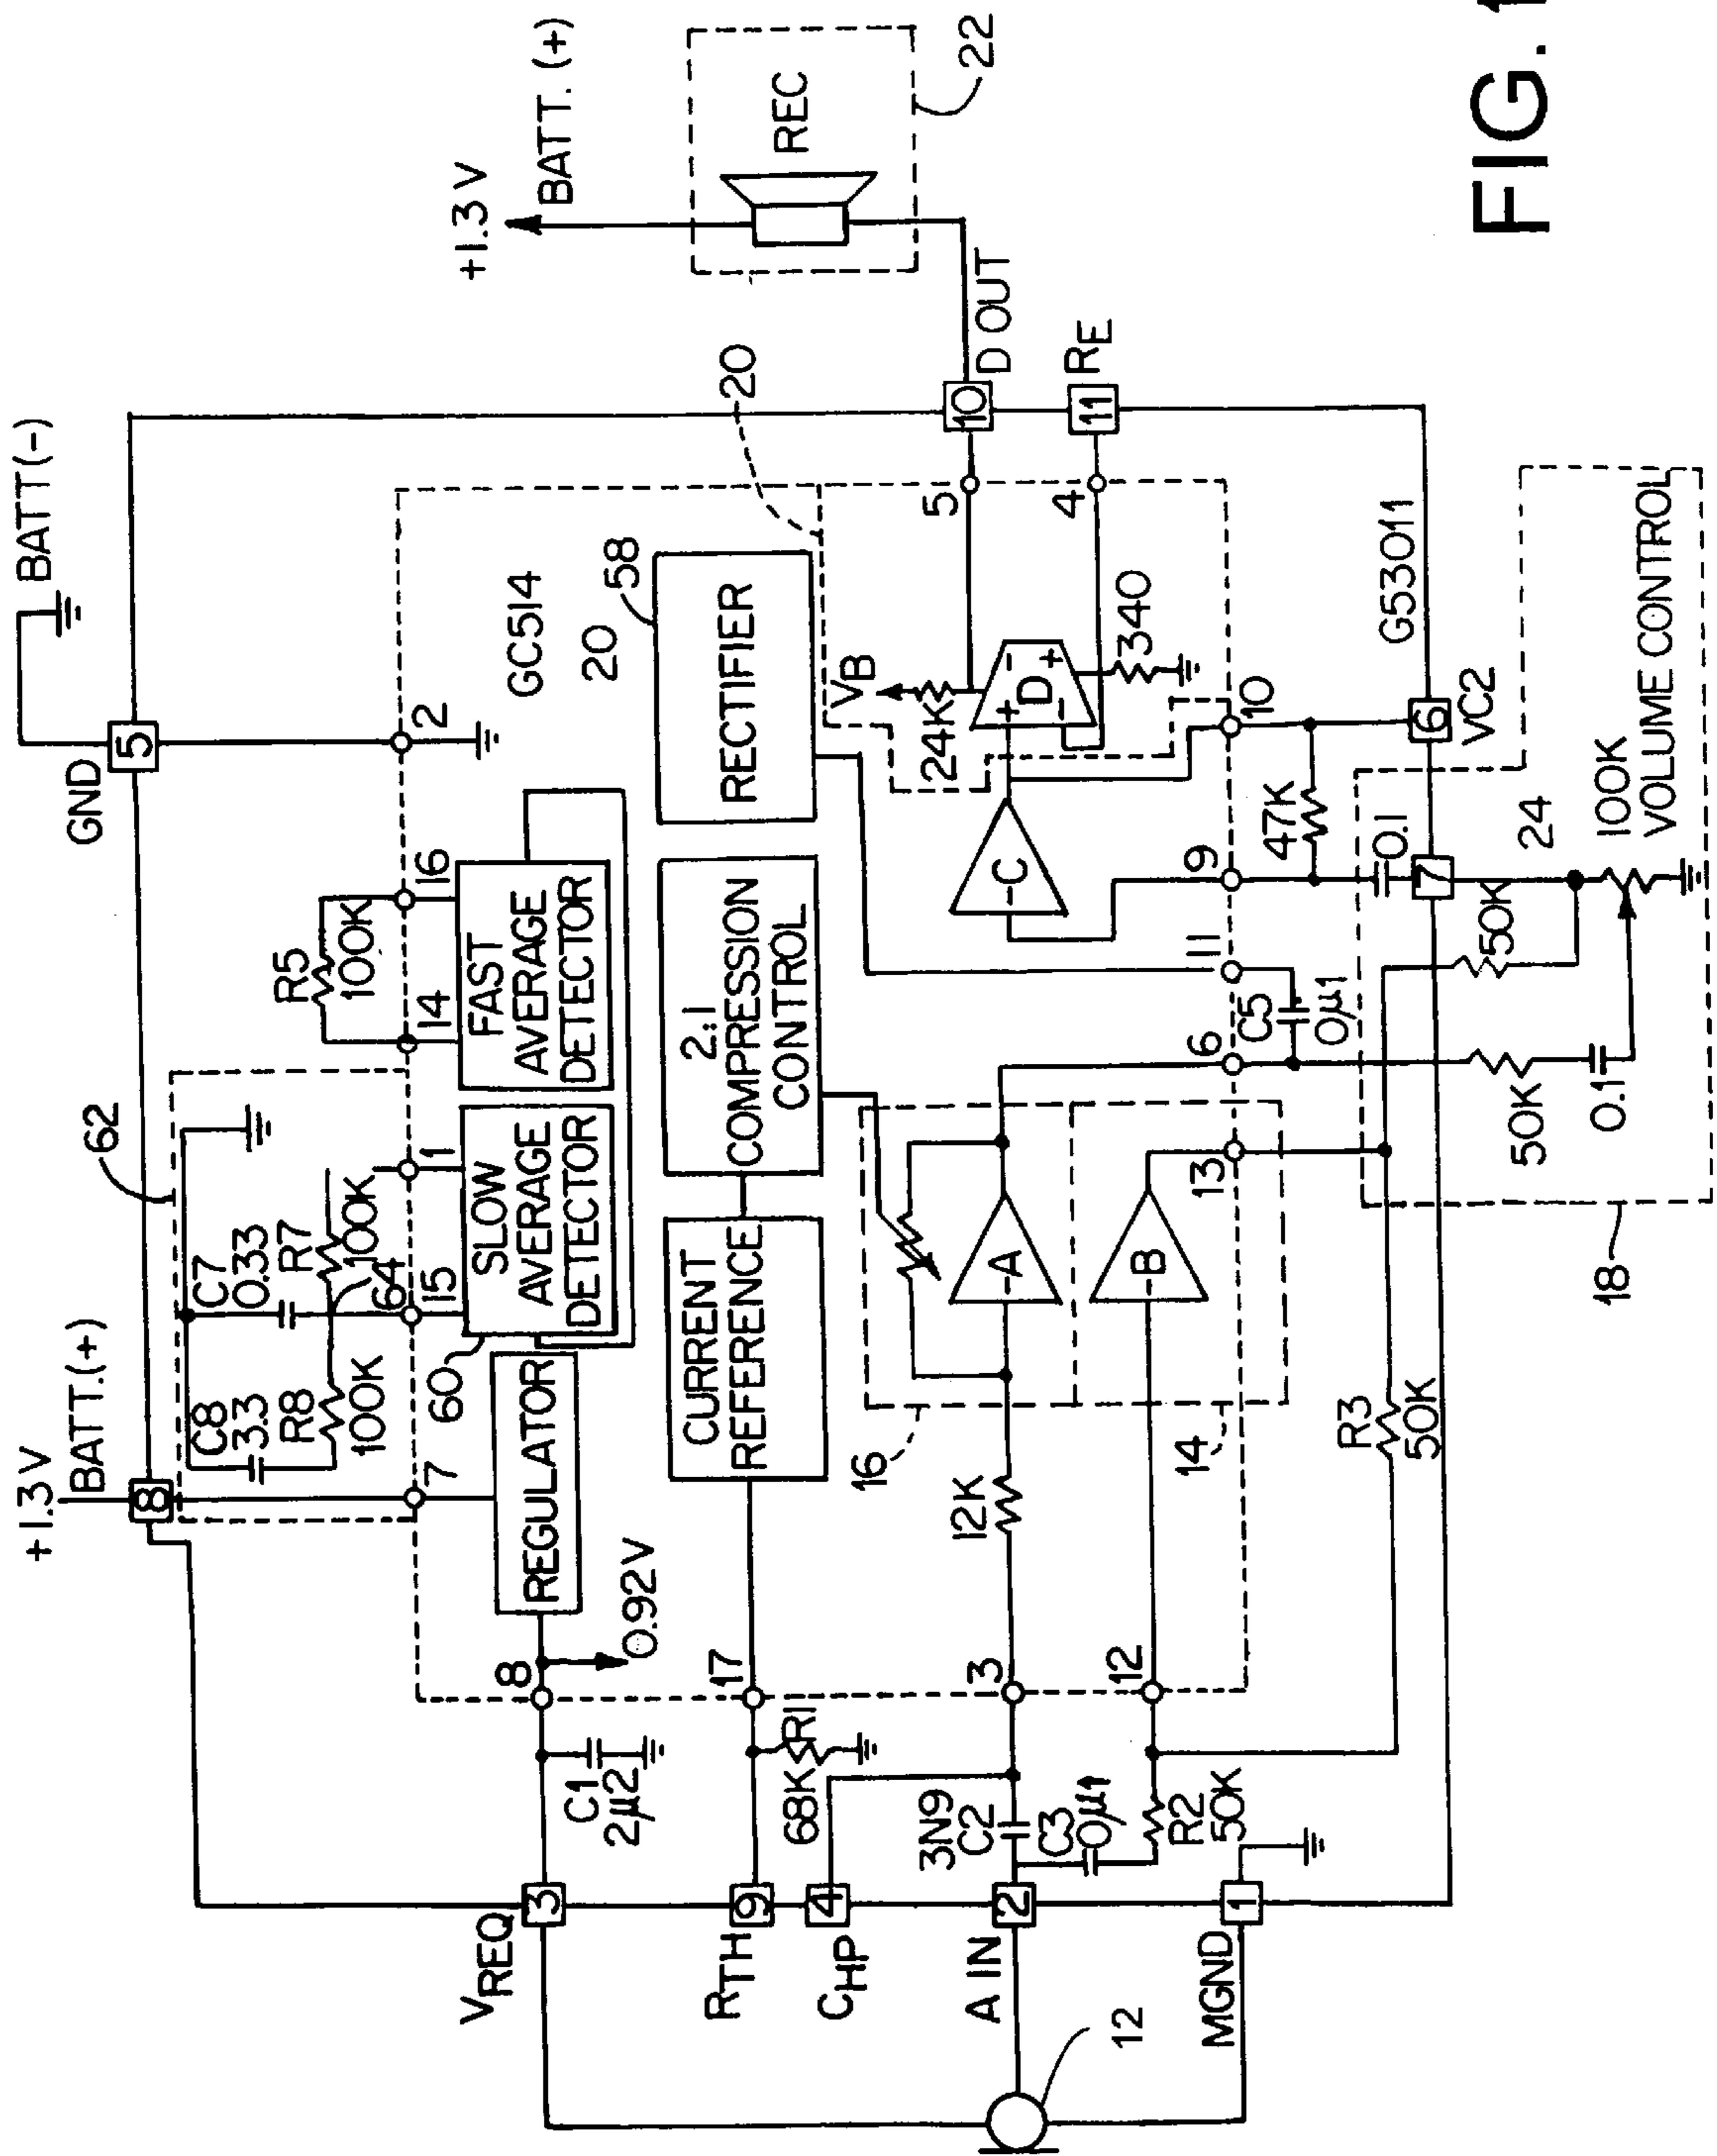 +1.3 V
BATT.(+)
8
GND
5
BATT(-)
62
C8
3.3
R8
100K
C7
0.33
R7
100K
64
R5
100K
7
15
1
14
16
2
60
REGULATOR
SLOW
AVERAGE
DETECTOR
FAST
AVERAGE
DETECTOR
GC514
20
58
VREQ
3
C1
2µ2
8
0.92V
RTH
9
68K
R1
17
CURRENT
REFERENCE
2:1
COMPRESSION
CONTROL
RECTIFIER
20
CHP
4
16
14
12K
-A
-B
-C
VB
24K
+
D
-
-
+
340
5
4
10
D OUT
11
RE
+1.3 V
BATT. (+)
REC
22
A IN
2
3N9
C2
C3
0µ1
R2
50K
3
12
MGND
1
12
13
6
11
9
10
C5
0µ1
47K
R3
50K
0.1
7
6
VC2
G53011
50K
0.1
50K
24
100K
VOLUME CONTROL
18
FIG. 1